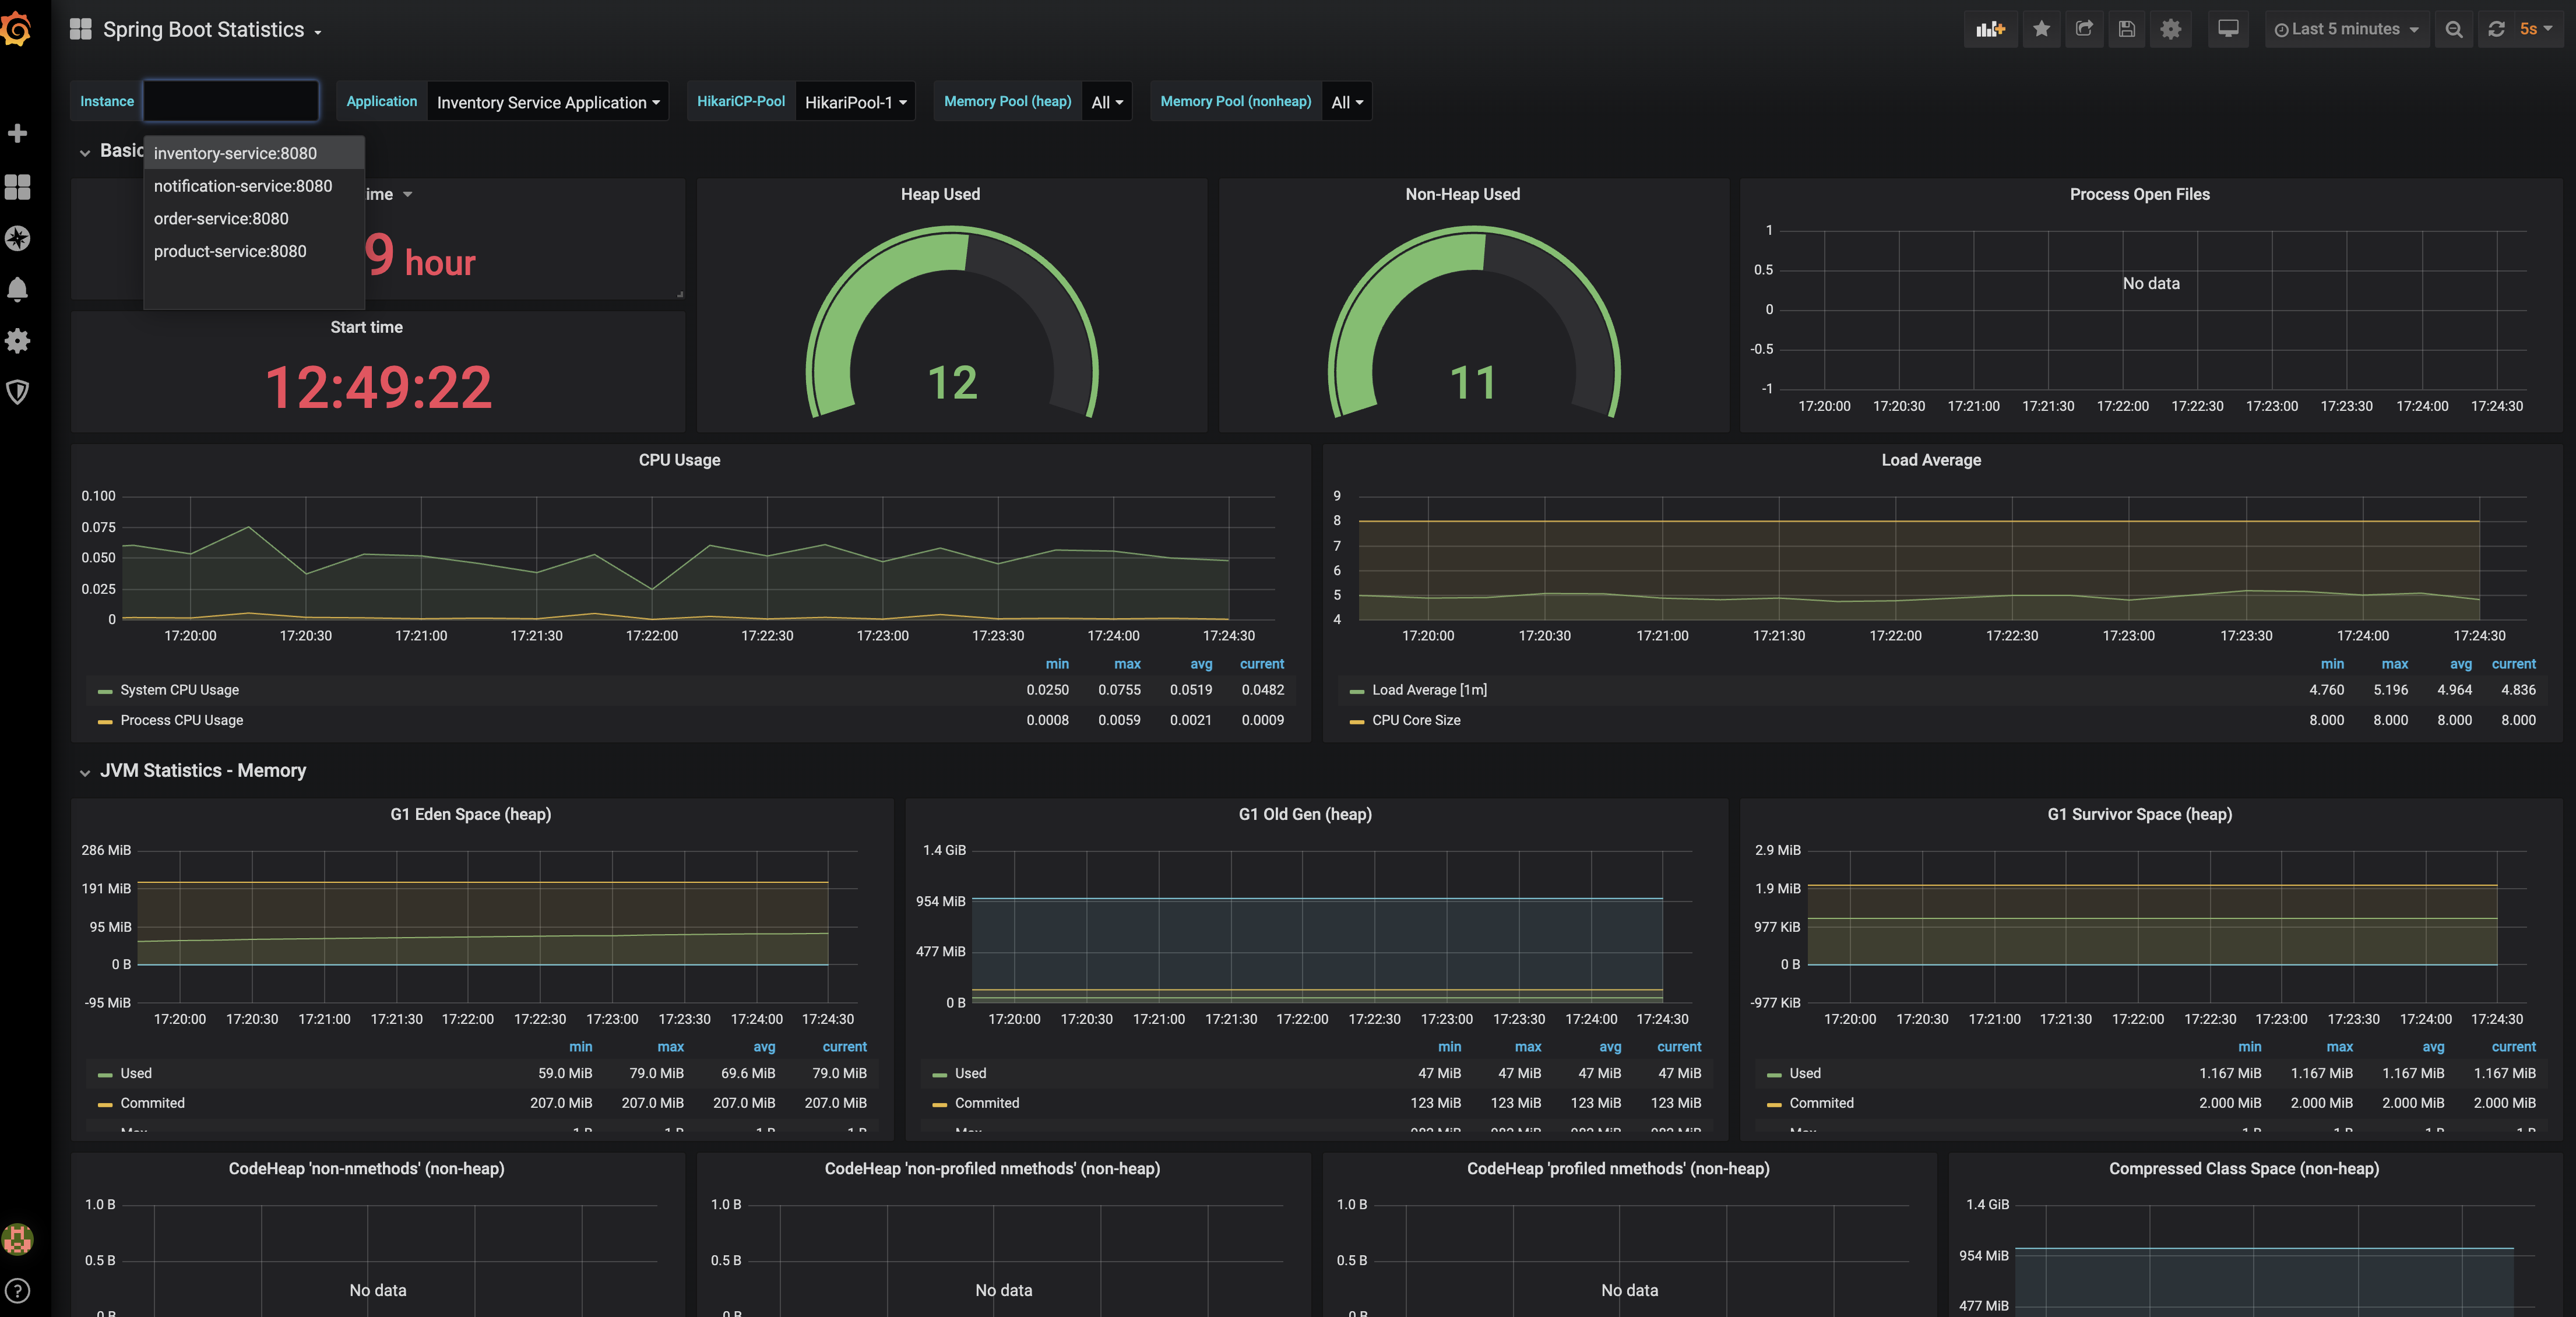 Spring Boot Statistics
Last 5 minutes
5s
Instance
Application Inventory Service Application
HikariCP-Pool HikariPool-1
Memory Pool (heap) All
Memory Pool (nonheap) All
inventory-service:8080
notification-service:8080
order-service:8080
product-service:8080
9 hour
Start time
12:49:22
Heap Used
12
Non-Heap Used
11
Process Open Files
1
0.5
0
-0.5
-1
No data
17:20:00 17:20:30 17:21:00 17:21:30 17:22:00 17:22:30 17:23:00 17:23:30 17:24:00 17:24:30
CPU Usage
0.100
0.075
0.050
0.025
0
17:20:00 17:20:30 17:21:00 17:21:30 17:22:00 17:22:30 17:23:00 17:23:30 17:24:00 17:24:30
min max avg current
System CPU Usage 0.0250 0.0755 0.0519 0.0482
Process CPU Usage 0.0008 0.0059 0.0021 0.0009
Load Average
9
8
7
6
5
4
17:20:00 17:20:30 17:21:00 17:21:30 17:22:00 17:22:30 17:23:00 17:23:30 17:24:00 17:24:30
min max avg current
Load Average [1m] 4.760 5.196 4.964 4.836
CPU Core Size 8.000 8.000 8.000 8.000
JVM Statistics - Memory
G1 Eden Space (heap)
286 MiB
191 MiB
95 MiB
0 B
-95 MiB
17:20:00 17:20:30 17:21:00 17:21:30 17:22:00 17:22:30 17:23:00 17:23:30 17:24:00 17:24:30
min max avg current
Used 59.0 MiB 79.0 MiB 69.6 MiB 79.0 MiB
Commited 207.0 MiB 207.0 MiB 207.0 MiB 207.0 MiB
G1 Old Gen (heap)
1.4 GiB
954 MiB
477 MiB
0 B
17:20:00 17:20:30 17:21:00 17:21:30 17:22:00 17:22:30 17:23:00 17:23:30 17:24:00 17:24:30
min max avg current
Used 47 MiB 47 MiB 47 MiB 47 MiB
Commited 123 MiB 123 MiB 123 MiB 123 MiB
G1 Survivor Space (heap)
2.9 MiB
1.9 MiB
977 KiB
0 B
-977 KiB
17:20:00 17:20:30 17:21:00 17:21:30 17:22:00 17:22:30 17:23:00 17:23:30 17:24:00 17:24:30
min max avg current
Used 1.167 MiB 1.167 MiB 1.167 MiB 1.167 MiB
Commited 2.000 MiB 2.000 MiB 2.000 MiB 2.000 MiB
CodeHeap 'non-nmethods' (non-heap)
1.0 B
0.5 B
No data
CodeHeap 'non-profiled nmethods' (non-heap)
1.0 B
0.5 B
No data
CodeHeap 'profiled nmethods' (non-heap)
1.0 B
0.5 B
No data
Compressed Class Space (non-heap)
1.4 GiB
954 MiB
477 MiB